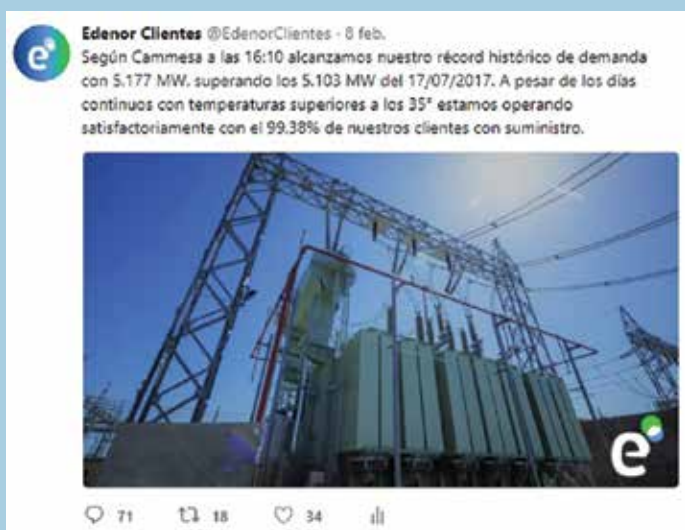 Edenor Clientes @EdenorClientes · 8 feb.
Según Cammesa a las 16:10 alcanzamos nuestro récord histórico de demanda
con 5.177 MW. superando los 5.103 MW del 17/07/2017. A pesar de los días
continuos con temperaturas superiores a los 35° estamos operando
satisfactoriamente con el 99.38% de nuestros clientes con suministro.
e
e
71 18 34